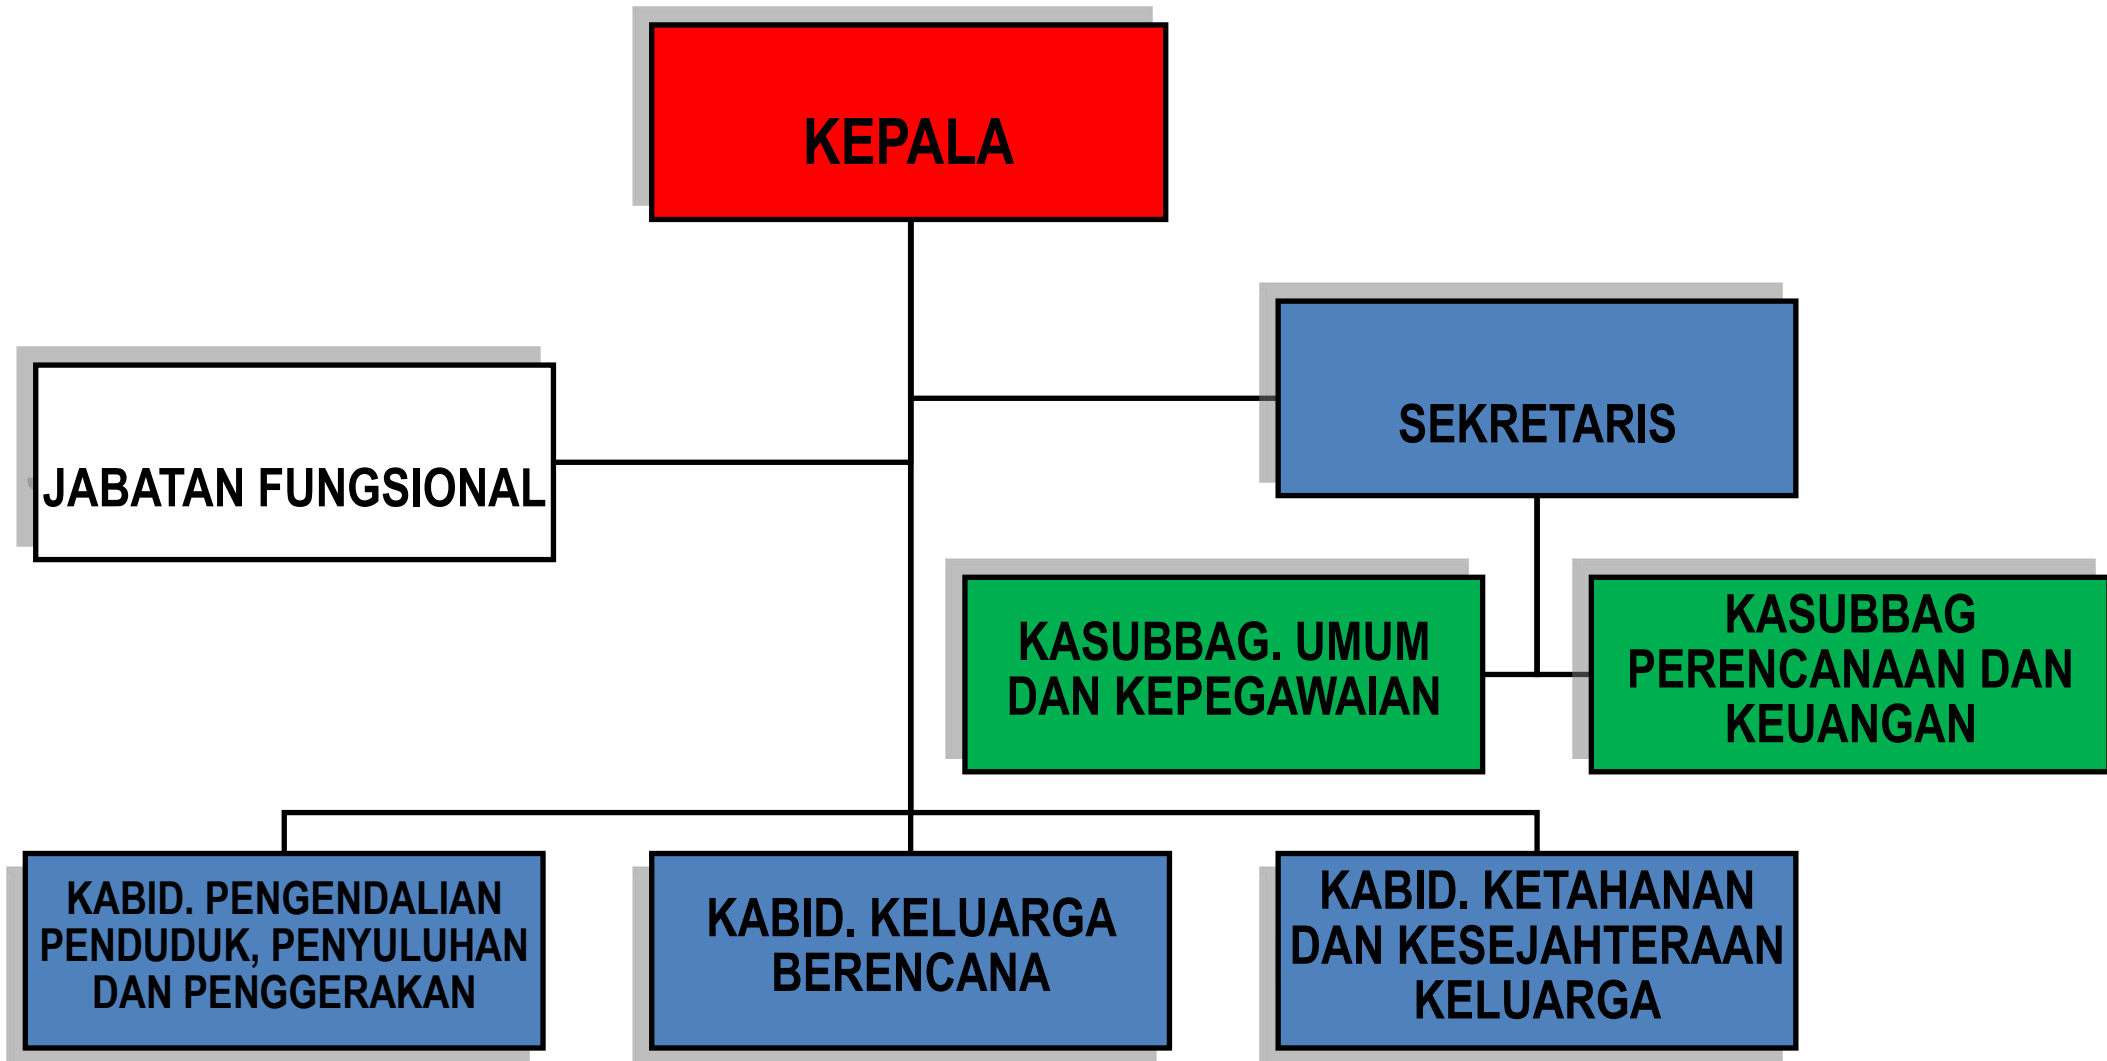 KEPALA
SEKRETARIS
JABATAN FUNGSIONAL
KASUBBAG. UMUM
DAN KEPEGAWAIAN
KASUBBAG
PERENCANAAN DAN
KEUANGAN
KABID. PENGENDALIAN
PENDUDUK, PENYULUHAN
DAN PENGGERAKAN
KABID. KELUARGA
BERENCANA
KABID. KETAHANAN
DAN KESEJAHTERAAN
KELUARGA